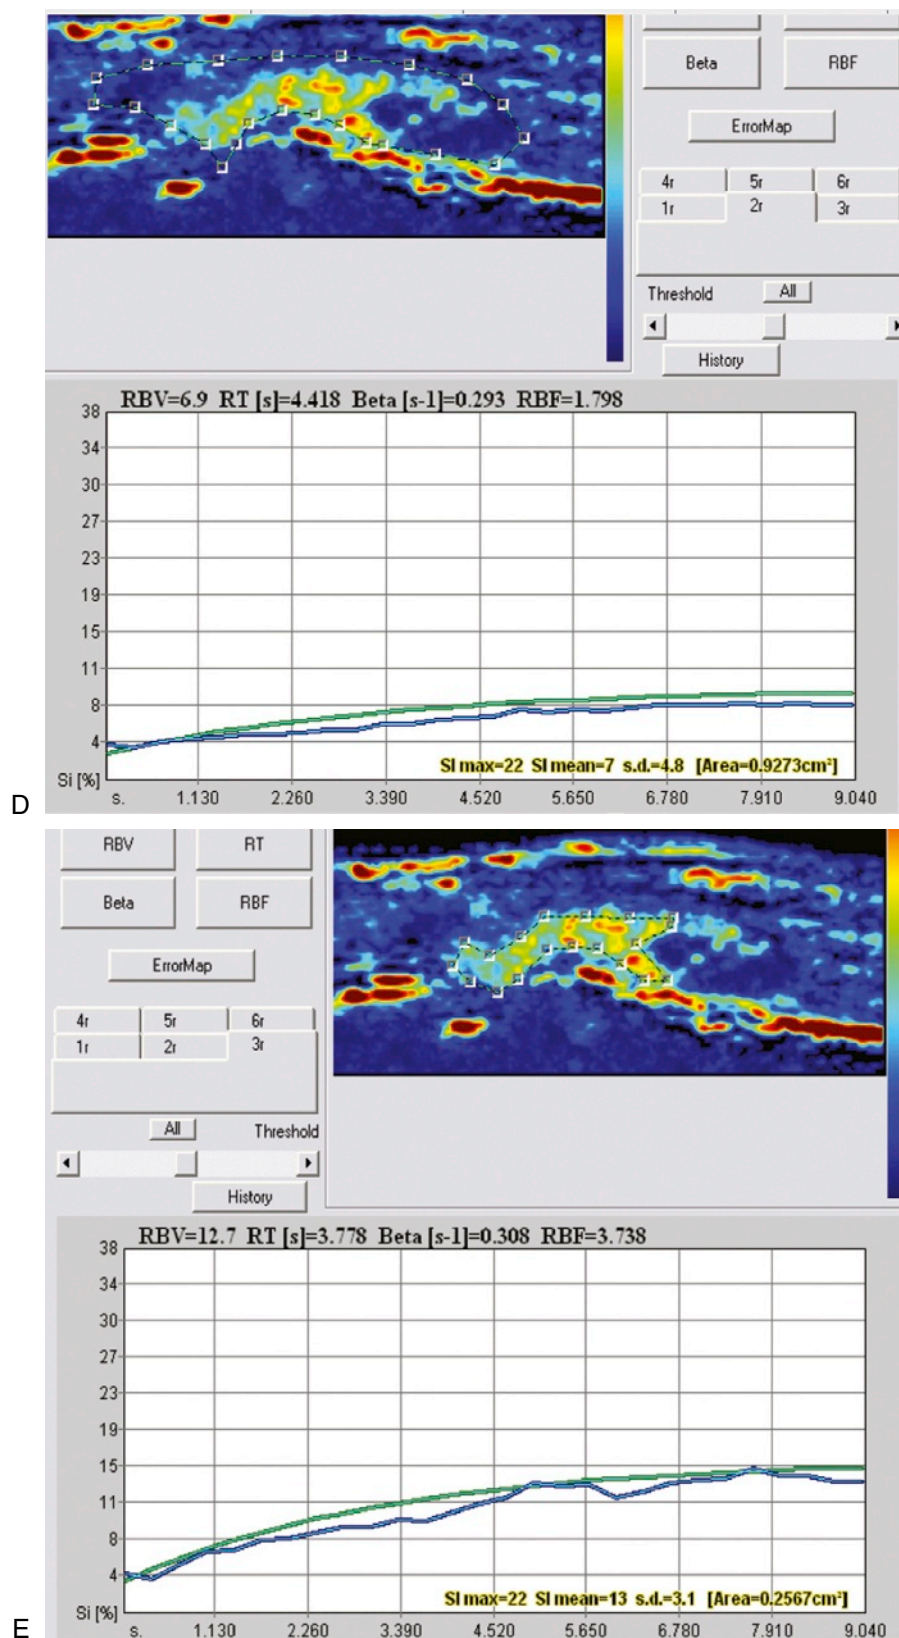 Beta RBF
ErrorMap
4r 5r 6r
1r 2r 3r
Threshold All
History
RBV=6.9 RT [s]=4.418 Beta [s-1]=0.293 RBF=1.798
38
34
30
27
23
19
15
11
8
4
SI max=22 SI mean=7 s.d.=4.8 [Area=0.9273cm²]
Si [%]
s. 1.130 2.260 3.390 4.520 5.650 6.780 7.910 9.040
D
RBV RT
Beta RBF
ErrorMap
4r 5r 6r
1r 2r 3r
All Threshold
History
RBV=12.7 RT [s]=3.778 Beta [s-1]=0.308 RBF=3.738
38
34
30
27
23
19
15
11
8
4
SI max=22 SI mean=13 s.d.=3.1 [Area=0.2567cm²]
Si [%]
s. 1.130 2.260 3.390 4.520 5.650 6.780 7.910 9.040
E